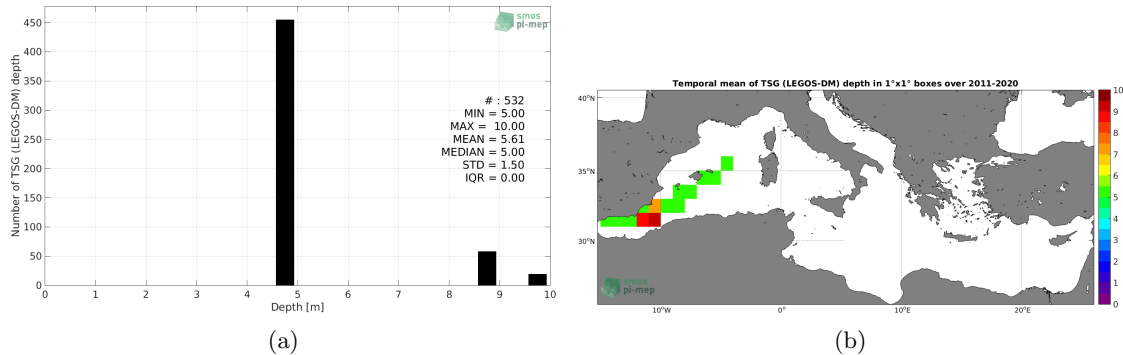 450
400
350
300
250
200
150
100
50
0
Number of TSG (LEGOS-DM) depth
smos
pi-mep
# : 532
MIN = 5.00
MAX = 10.00
MEAN = 5.61
MEDIAN = 5.00
STD = 1.50
IQR = 0.00
0 1 2 3 4 5 6 7 8 9 10
Depth [m]
(a)
Temporal mean of TSG (LEGOS-DM) depth in 1°x1° boxes over 2011-2020
40°N
35°N
30°N
10°W 0° 10°E 20°E
smos
pi-mep
10
9
8
7
6
5
4
3
2
1
0
(b)